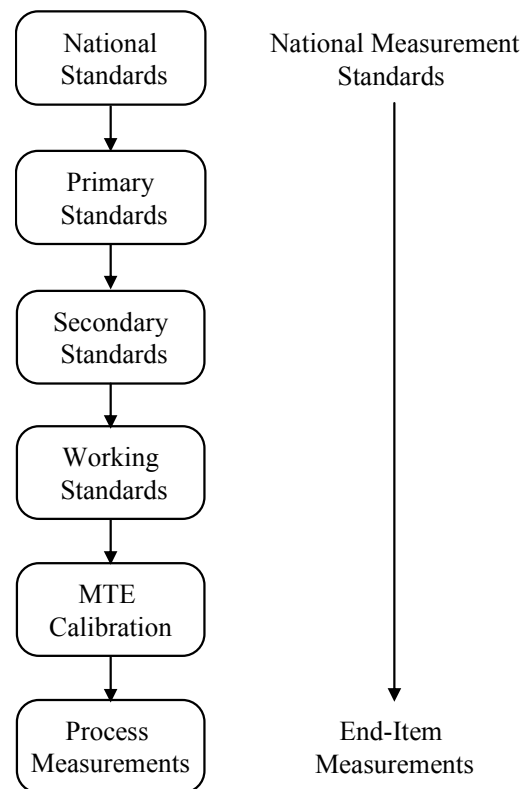 National
Standards
National Measurement
Standards
Primary
Standards
Secondary
Standards
Working
Standards
MTE
Calibration
Process
Measurements
End-Item
Measurements